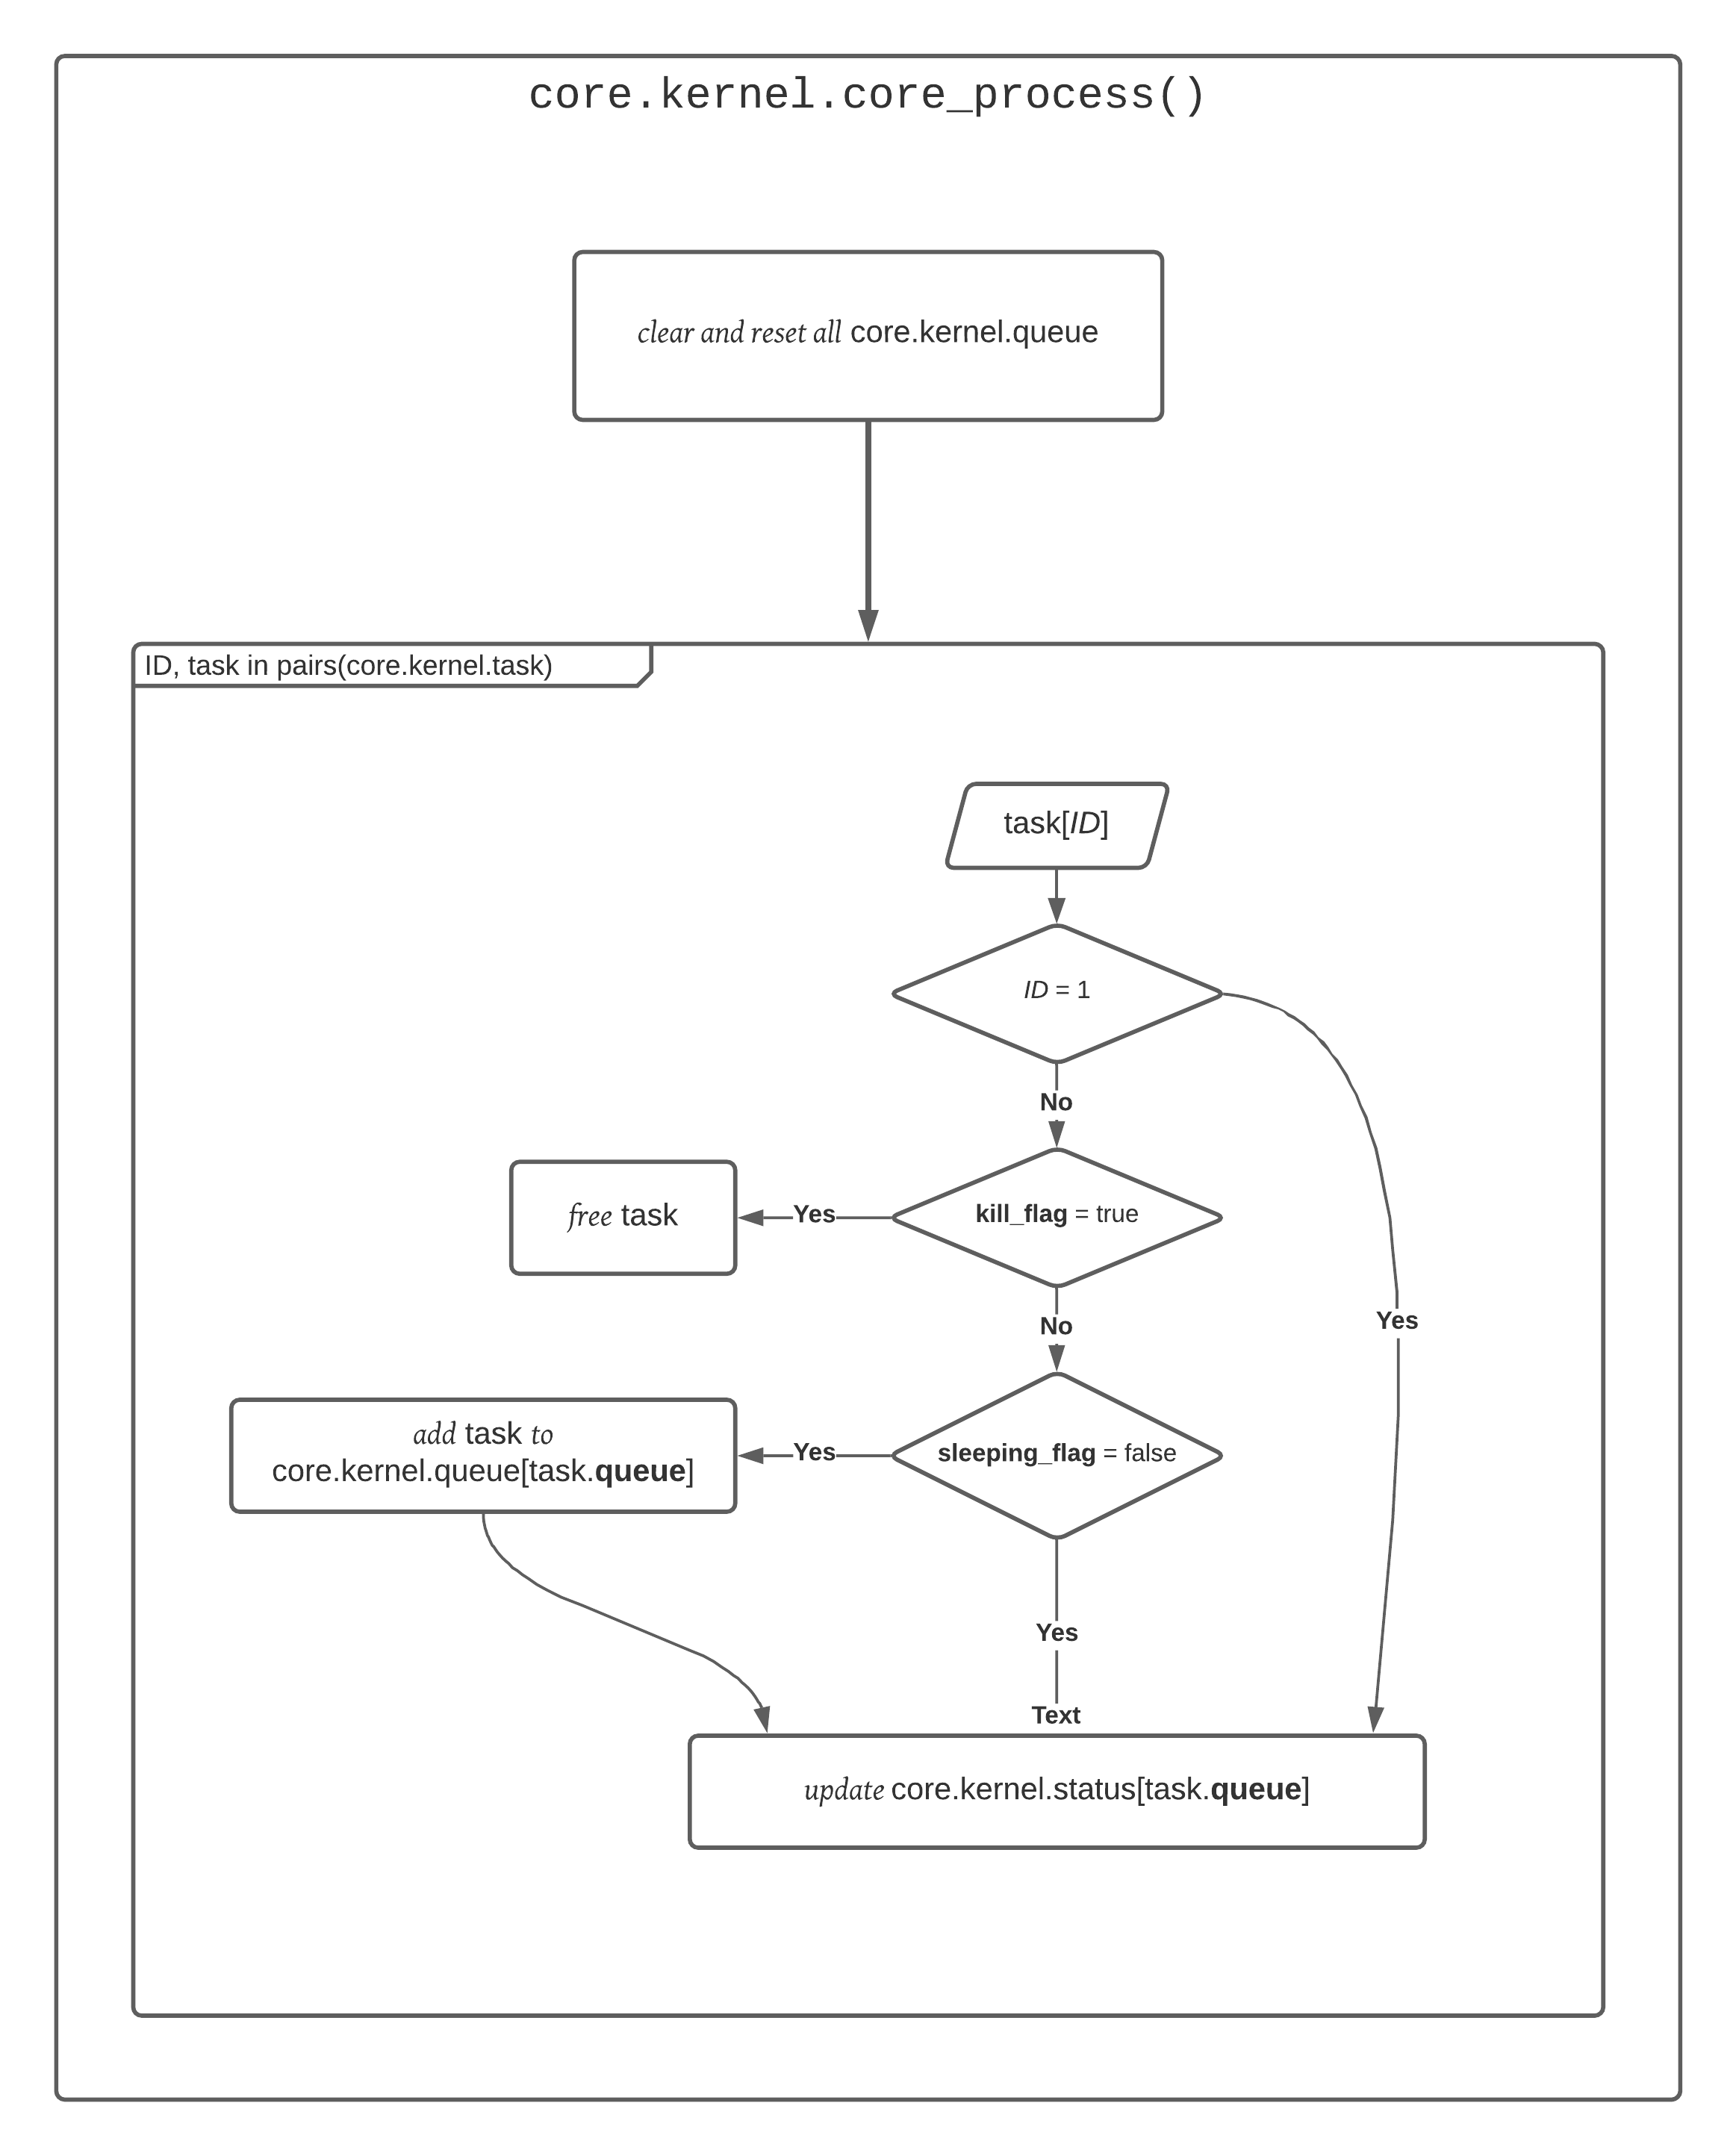 core.kernel.core_process()
clear and reset all core.kernel.queue
ID, task in pairs(core.kernel.task)
task[ID]
ID = 1
No
kill_flag = true
Yes
free task
No
Yes
sleeping_flag = false
Yes
add task to
core.kernel.queue[task.queue]
Yes
Text
update core.kernel.status[task.queue]